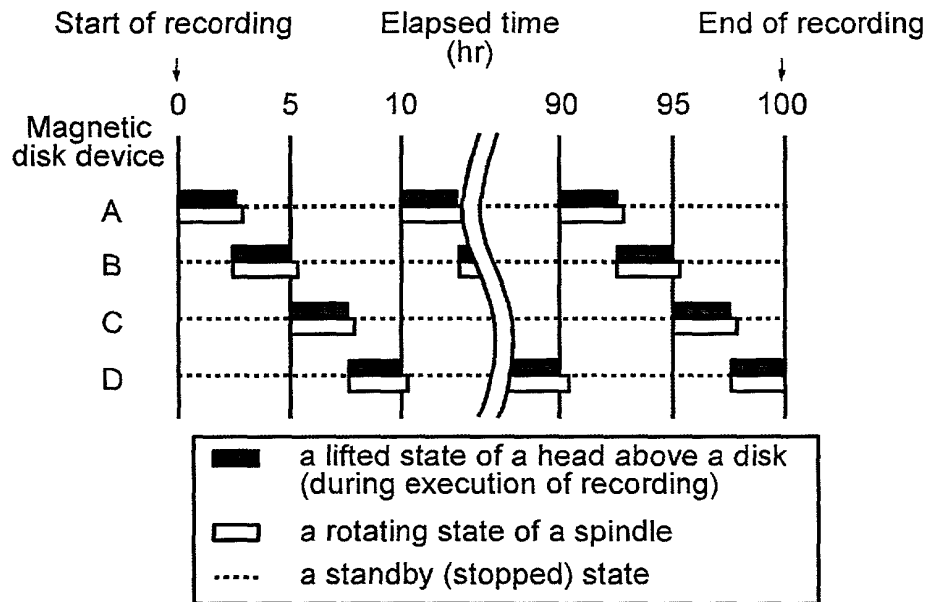 Start of recording
Elapsed time
(hr)
End of recording
0 5 10 90 95 100
Magnetic
disk device
A
B
C
D
a lifted state of a head above a disk
(during execution of recording)
a rotating state of a spindle
a standby (stopped) state